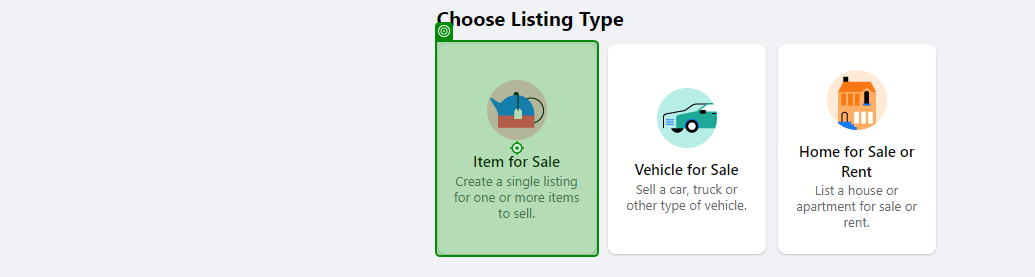 Choose Listing Type
Item for Sale
Create a single listing
for one or more items
to sell.
Vehicle for Sale
Sell a car, truck or
other type of vehicle.
Home for Sale or
Rent
List a house or
apartment for sale or
rent.